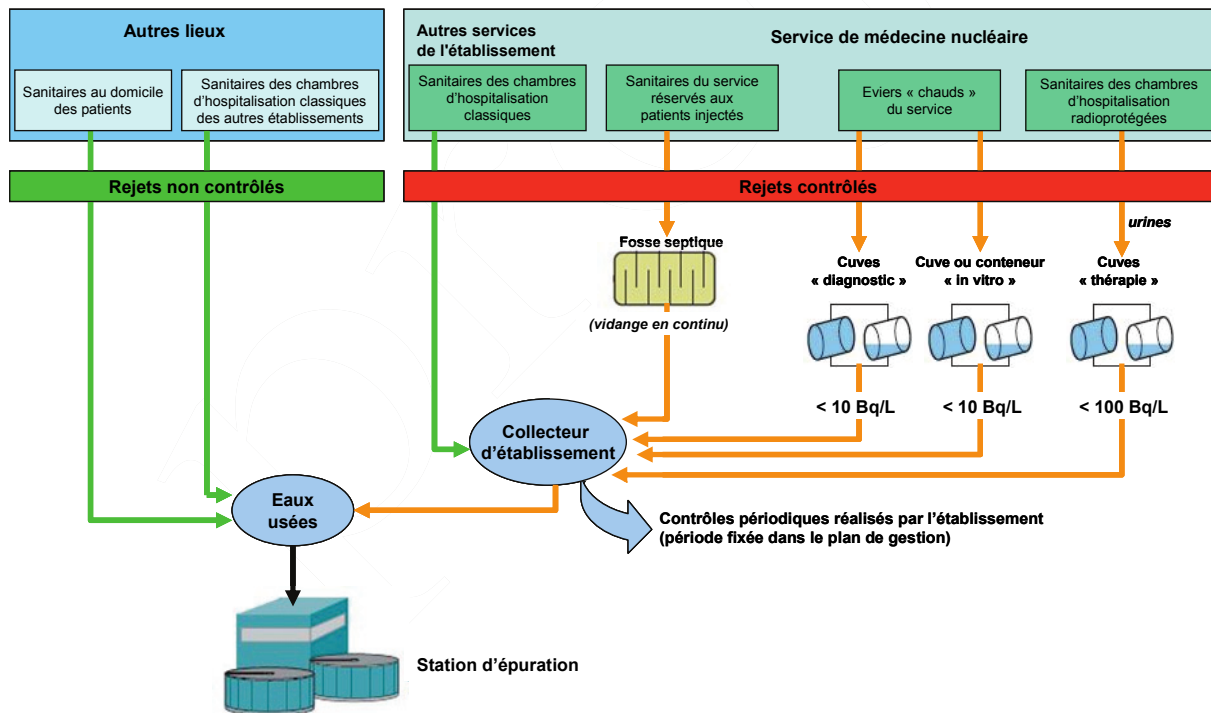 Autres lieux
Sanitaires au domicile
des patients
Sanitaires des chambres
d'hospitalisation classiques
des autres établissements
Autres services
de l'établissement
Service de médecine nucléaire
Sanitaires des chambres
d'hospitalisation
classiques
Sanitaires du service
réservés aux
patients injectés
Eviers « chauds »
du service
Sanitaires des chambres
d'hospitalisation
radioprotégées
Rejets non contrôlés
Rejets contrôlés
urines
Fosse septique
(vidange en continu)
Cuves
« diagnostic »
Cuve ou conteneur
« in vitro »
Cuves
« thérapie »
< 10 Bq/L
< 10 Bq/L
< 100 Bq/L
Collecteur
d'établissement
Eaux
usées
Contrôles périodiques réalisés par l'établissement
(période fixée dans le plan de gestion)
Station d'épuration